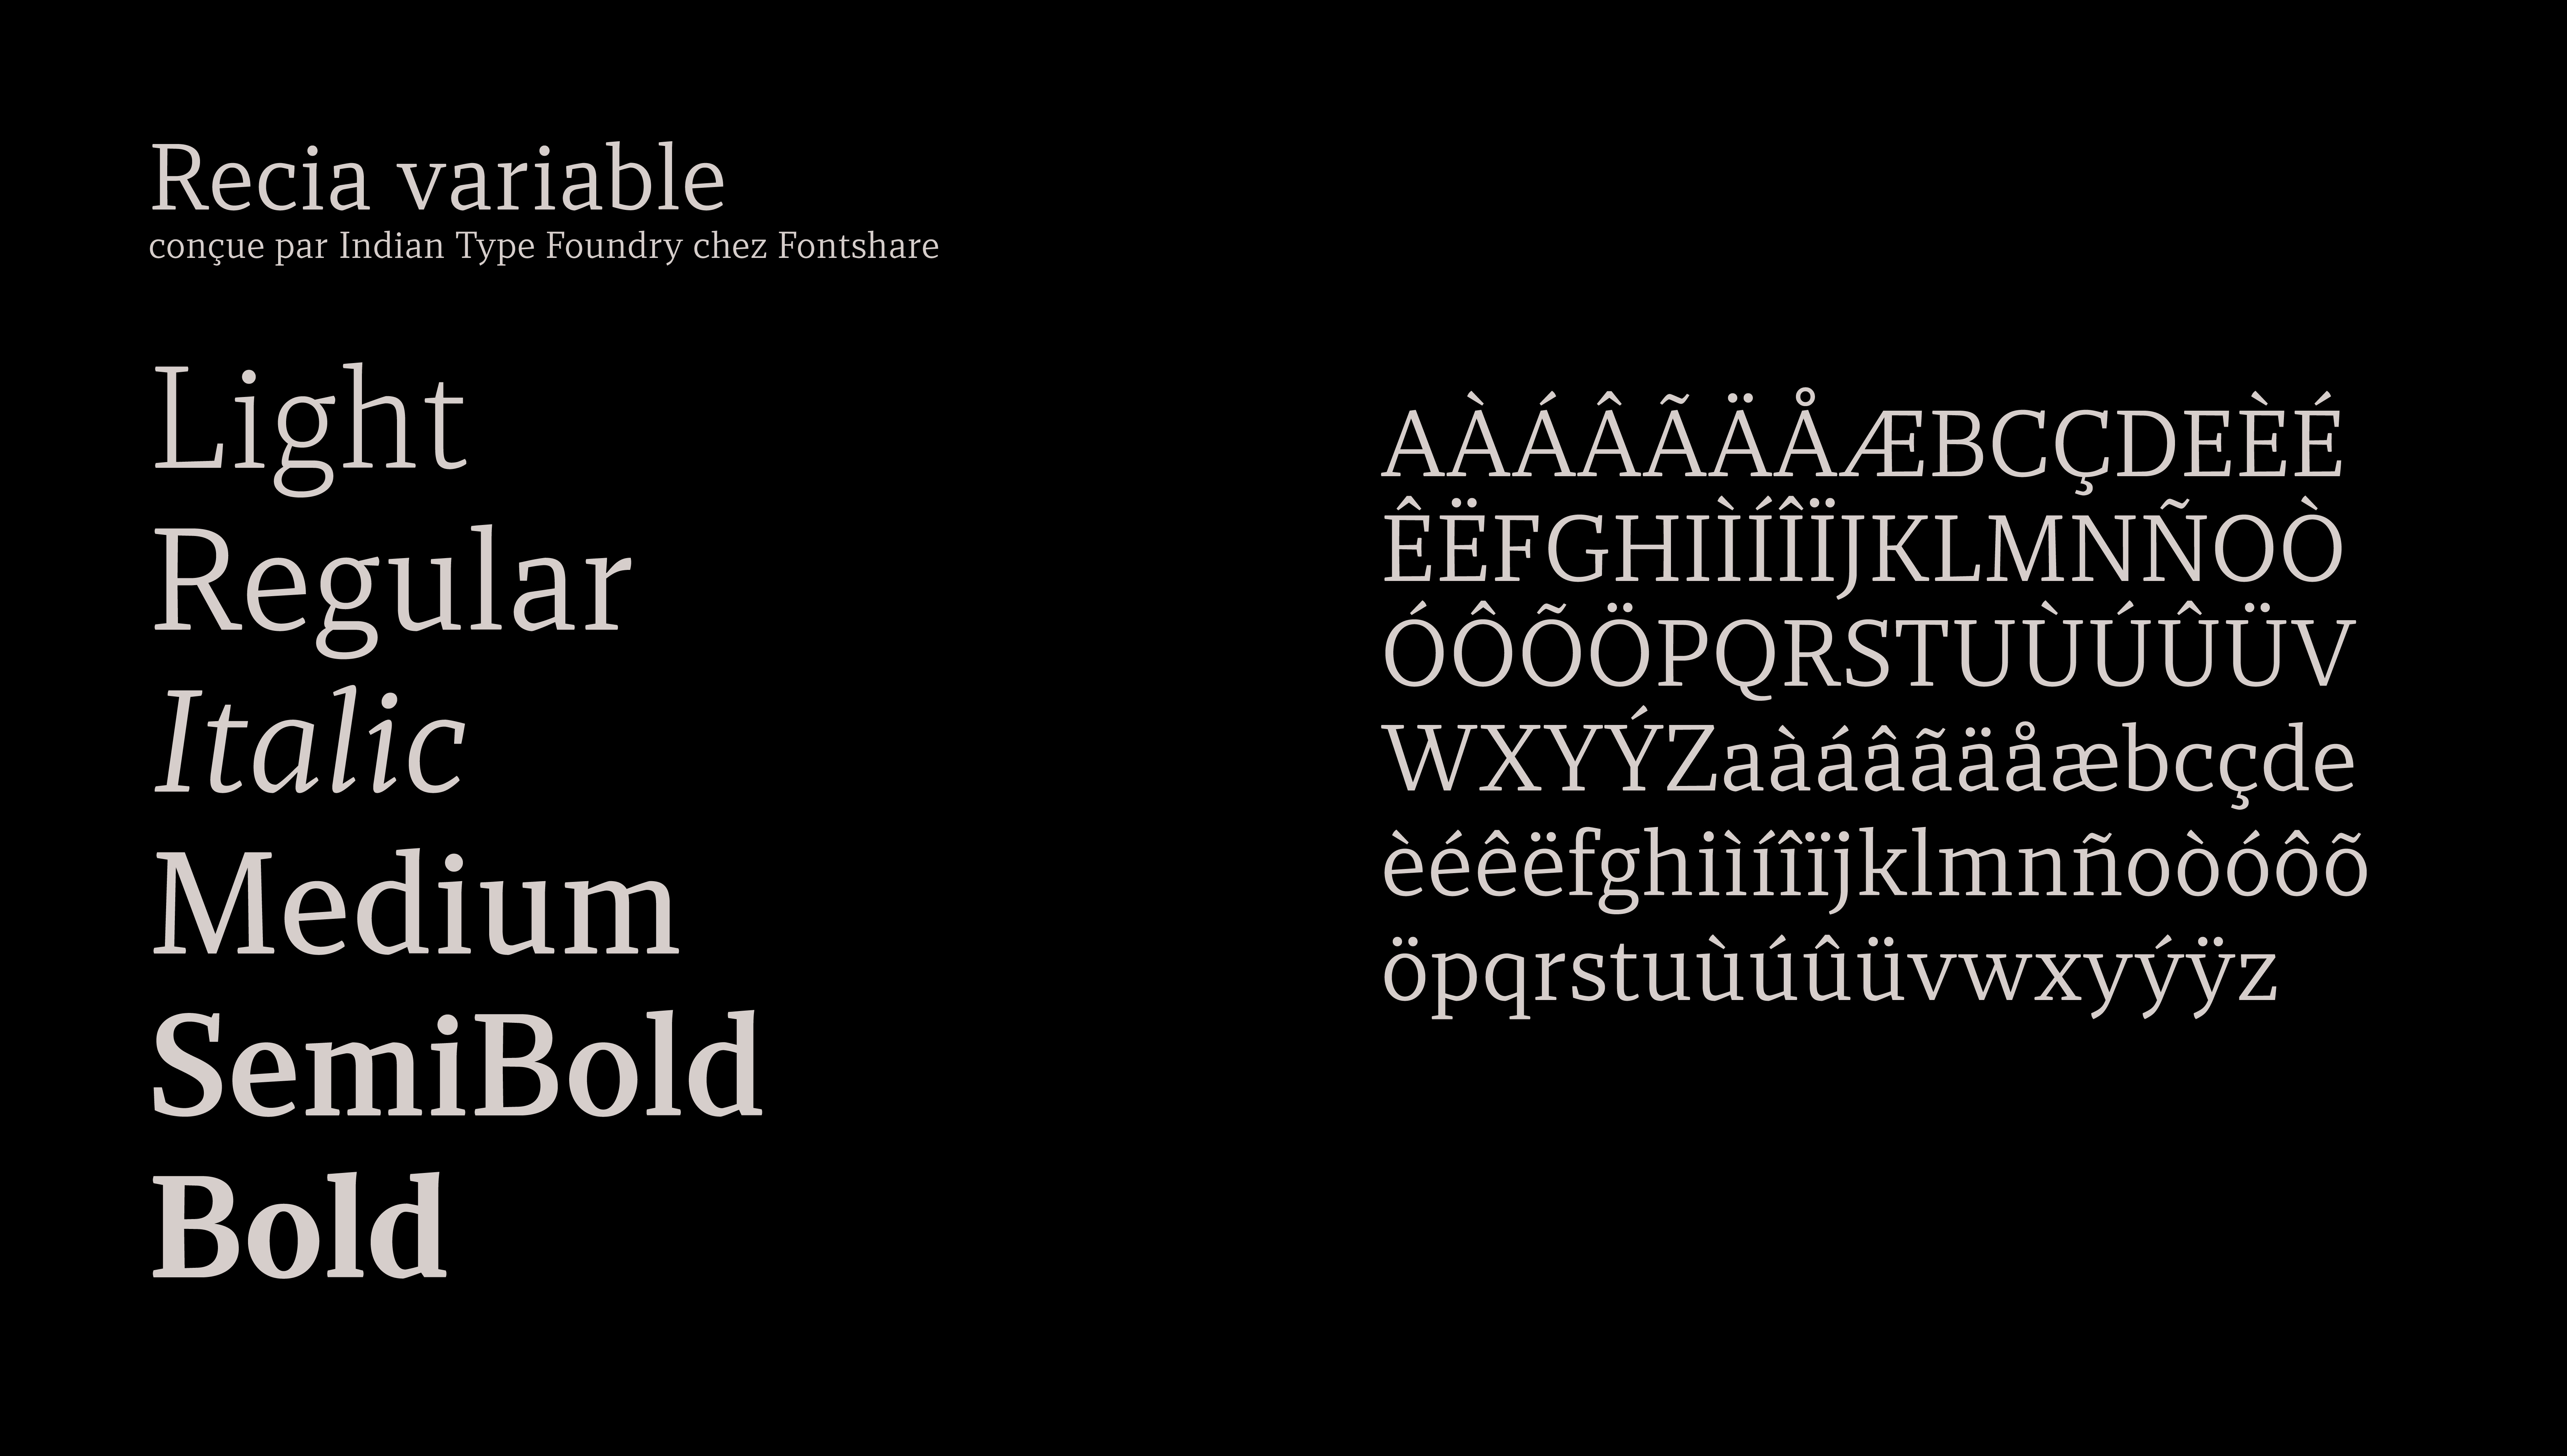 Recia variable
conçue par Indian Type Foundry chez Fontshare
Light
Regular
Italic
Medium
SemiBold
Bold
AÀÁÂÃÄÅÆBCÇDEÈÉ
ÊËFGHIÌÍÎÏJKLMNÑOÒ
ÓÔÕÖPQRSTUÙÚÛÜV
WXYÝZaàáâãäåæbcçde
èéêëfghiìíîïjklmnñoòóôõ
öpqrstuùúûüvwxyýÿz